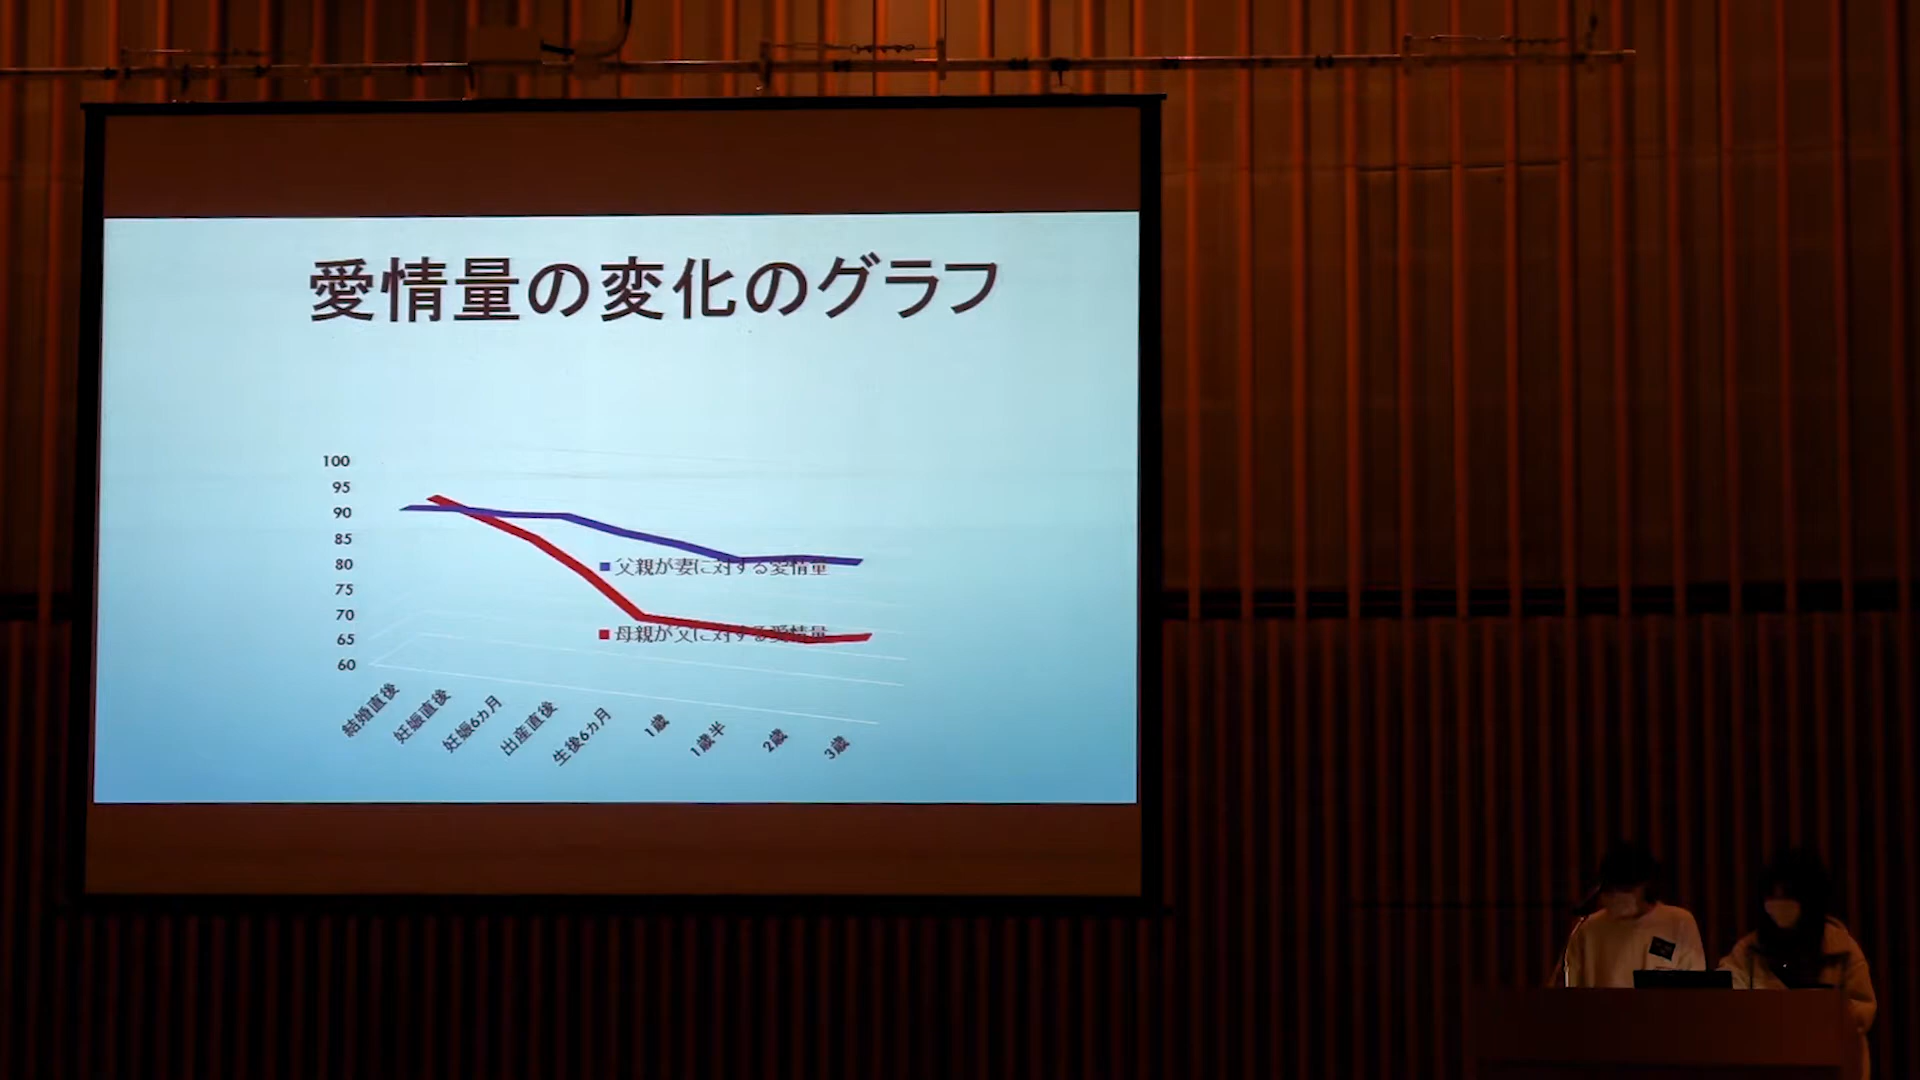 愛情量の変化のグラフ
100
95
90
85
80
75
70
65
60
父親が妻に対する愛情量
母親が父に対する愛情量
結婚直後
妊娠直後
妊娠6カ月
出産直後
生後6カ月
1歳
1歳半
2歳
3歳